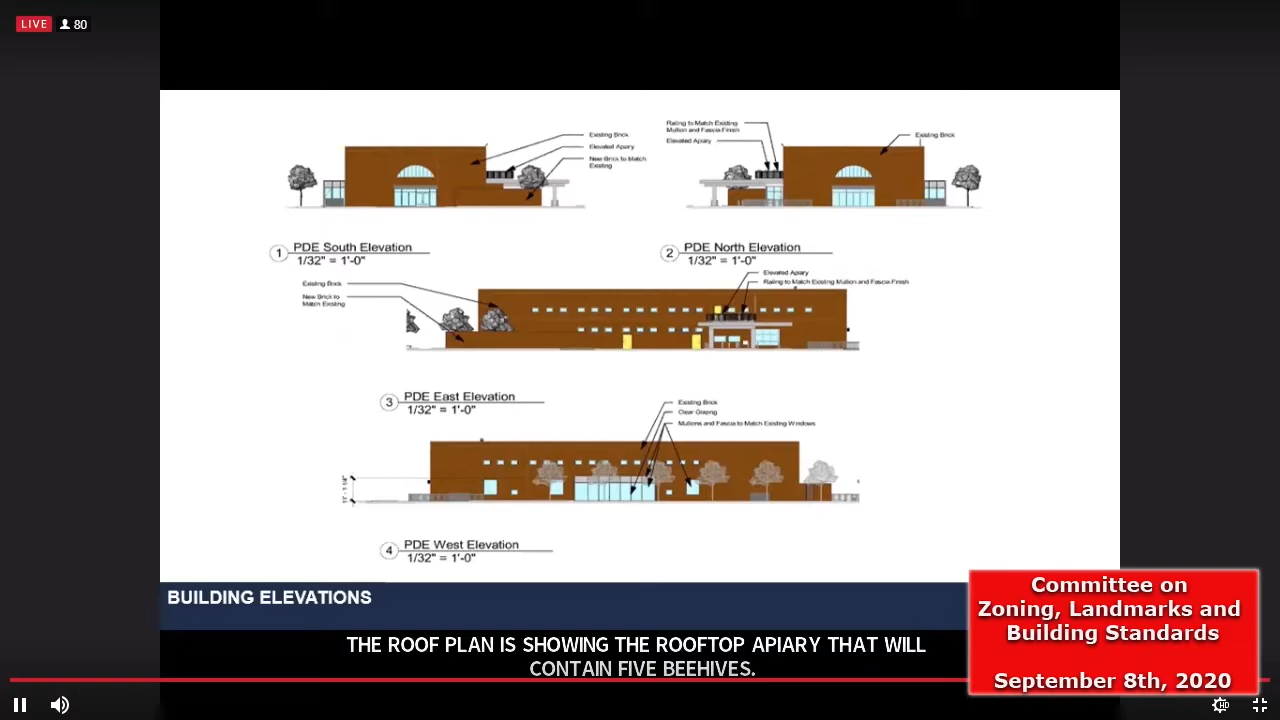 LIVE 80
Existing Brick
Elevated Apiary
New Brick to Match
Existing
Railing to Match Existing
Mullion and Fascia Finish
Elevated Apiary
Existing Brick
1 PDE South Elevation
1/32" = 1'-0"
2 PDE North Elevation
1/32" = 1'-0"
Existing Brick
New Brick to
Match Existing
Elevated Apiary
Railing to Match Existing Mullion and Fascia Finish
3 PDE East Elevation
1/32" = 1'-0"
Existing Brick
Clear Glazing
Mullions and Fascia to Match Existing Windows
4 PDE West Elevation
1/32" = 1'-0"
BUILDING ELEVATIONS
THE ROOF PLAN IS SHOWING THE ROOFTOP APIARY THAT WILL
CONTAIN FIVE BEEHIVES.
Committee on
Zoning, Landmarks and
Building Standards
September 8th, 2020
HD